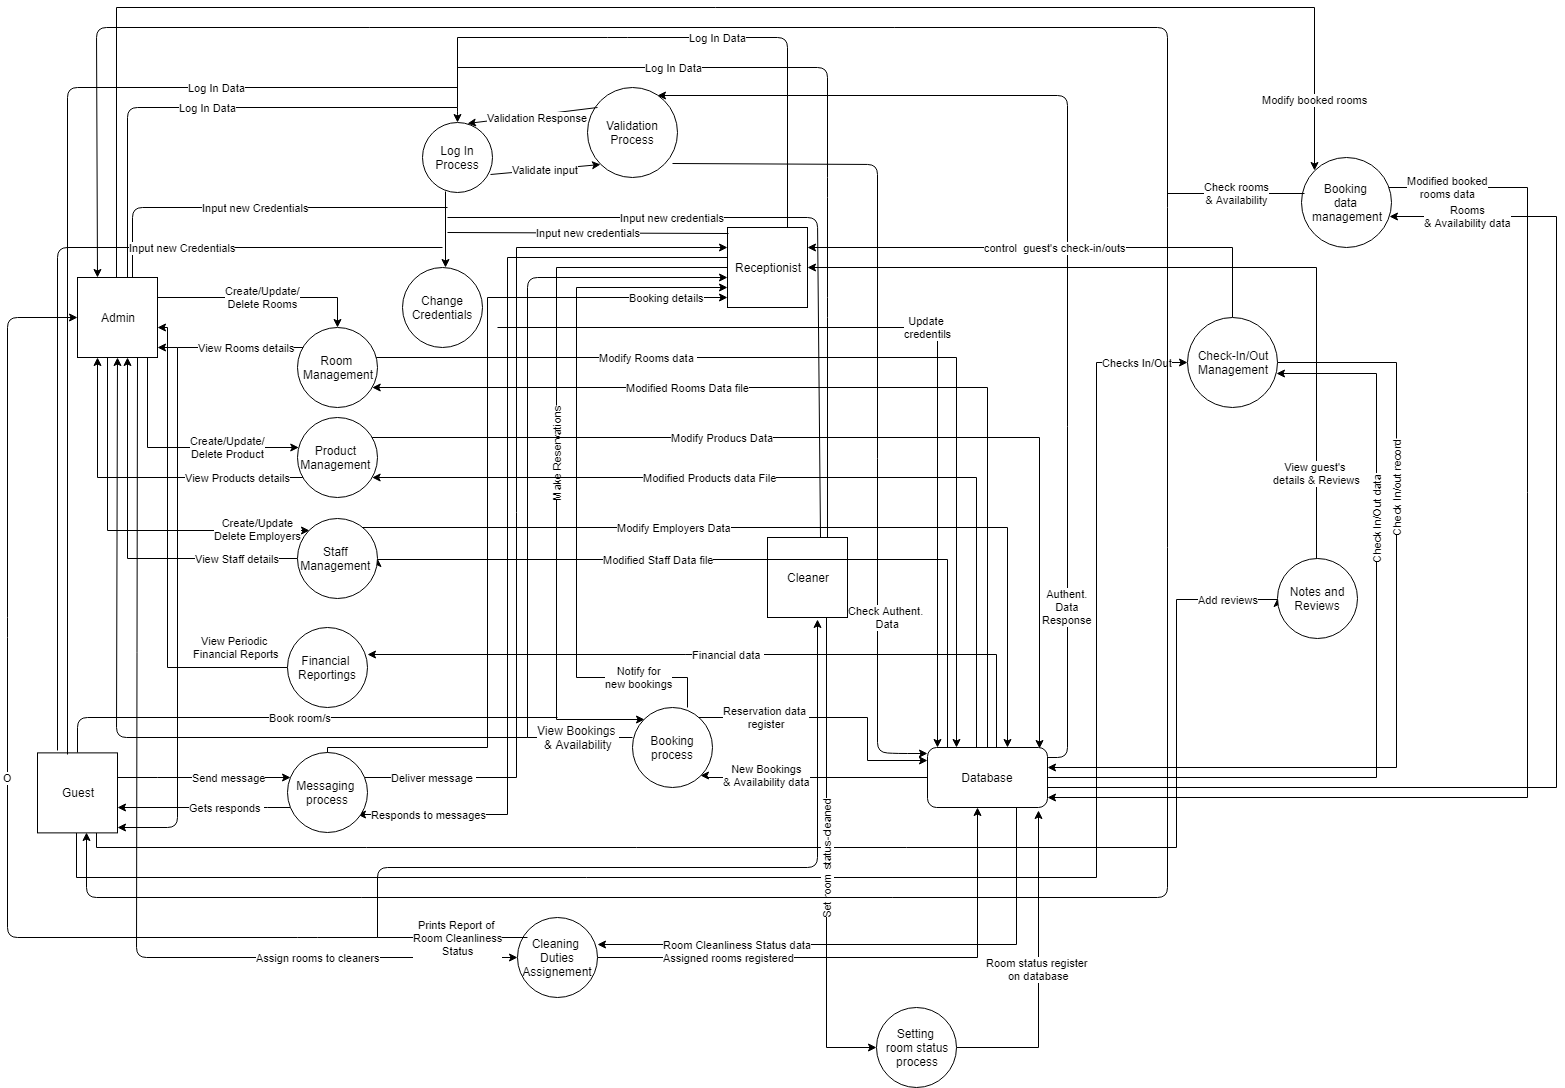 Log In Data
Log In Data
Log In Data
Log In Data
Modify booked rooms
Validation Response
Validation
Process
Log In
Process
Validate input
Check rooms
& Availability
Booking
data
management
Modified booked
rooms data
Rooms
& Availability data
Input new Credentials
Input new credentials
Input new credentials
Input new Credentials
control  guest's check-in/outs
Receptionist
Change
Credentials
Create/Update/
Delete Rooms
Booking details
Admin
Update
credentils
View Rooms details
Room
Management
Modify Rooms data
Modified Rooms Data file
Checks In/Out
Check-In/Out
Management
Make Reservations
Create/Update/
Delete Product
Product
Management
Modify Producs Data
View Products details
Modified Products data File
View guest's
details & Reviews
Check In/Out data
Check In/out record
Create/Update
Delete Employers
Staff
Management
Modify Employers Data
View Staff details
Modified Staff Data file
Cleaner
Check Authent.
Data
Authent.
Data
Response
Add reviews
Notes and
Reviews
View Periodic
Financial Reports
Financial
Reportings
Financial data
Notify for
new bookings
Book room/s
View Bookings
& Availability
Booking
process
Reservation data
register
New Bookings
& Availability data
Database
O
Guest
Send message
Messaging
process
Deliver message
Gets responds
Responds to messages
Set room status-cleaned
Prints Report of
Room Cleanliness
Status
Assign rooms to cleaners
Cleaning
Duties
Assignement
Room Cleanliness Status data
Assigned rooms registered
Room status register
on database
Setting
room status
process